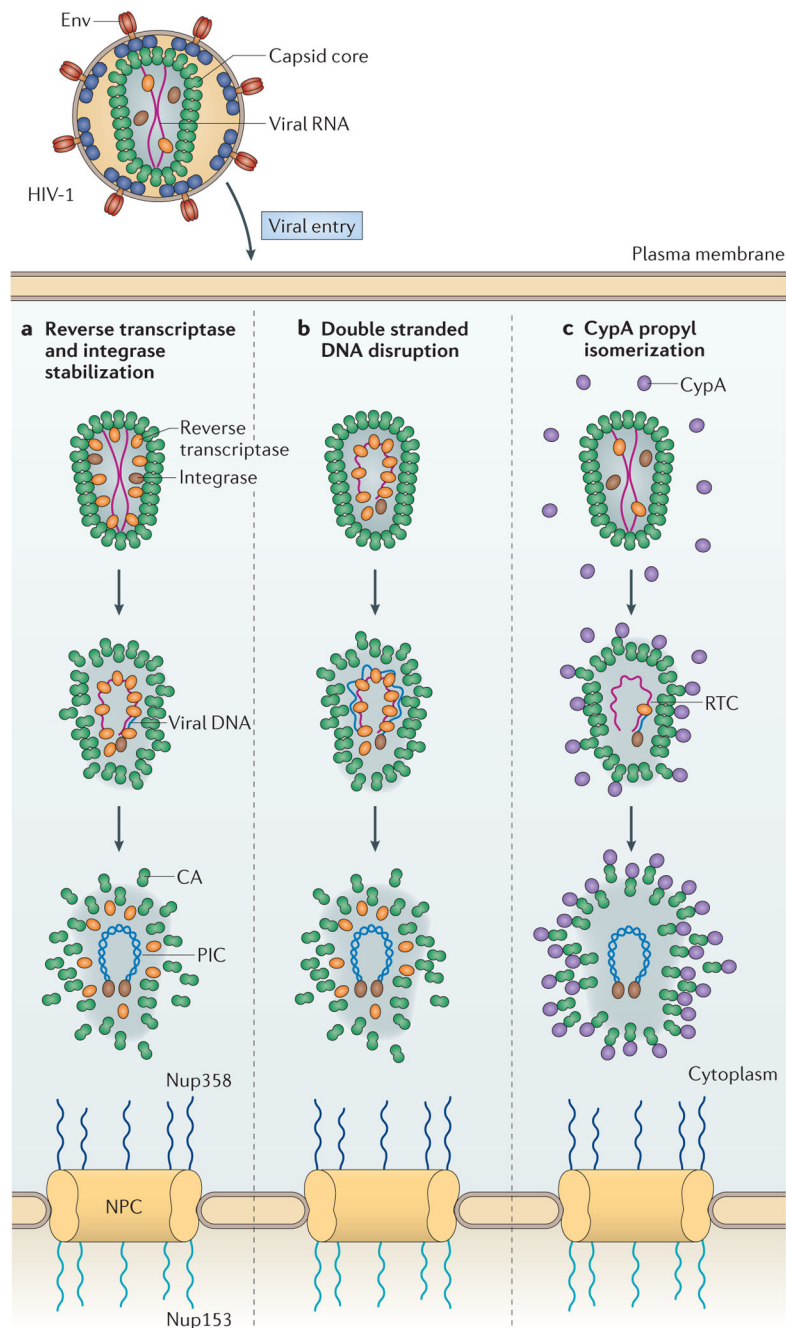 Env
Capsid core
Viral RNA
HIV-1
Viral entry
Plasma membrane
a Reverse transcriptase
and integrase
stabilization
b Double stranded
DNA disruption
c CypA propyl
isomerization
CypA
Reverse
transcriptase
Integrase
Viral DNA
RTC
CA
PIC
Cytoplasm
Nup358
NPC
Nup153